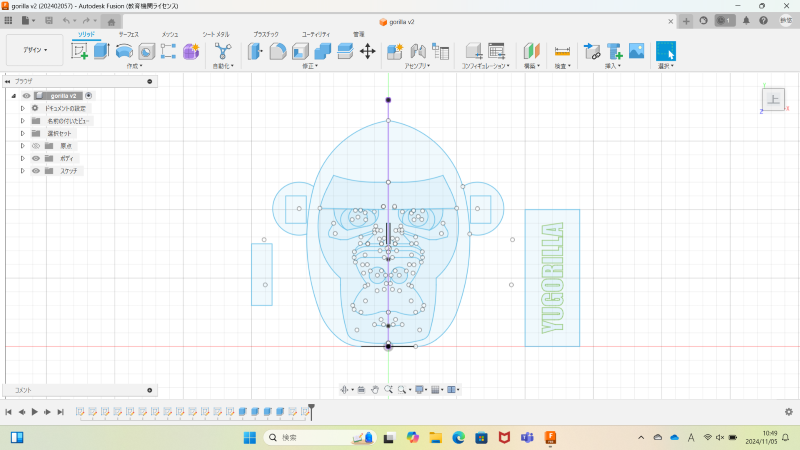 gorilla v2 (202402057) - Autodesk Fusion (教育機関ライセンス)
gorilla v2
1
ソリッド サーフェス メッシュ シート メタル プラスチック ユーティリティ 管理
デザイン
作成 自動化 修正 アセンブリ コンフィギュレーション 構築 検査 挿入 選択
ブラウザ
gorilla v2
ドキュメントの設定
名前の付いたビュー
選択セット
原点
ボディ
スケッチ
上
X
Z
YUGORILLA
コメント
検索
A
10:49
2024/11/05